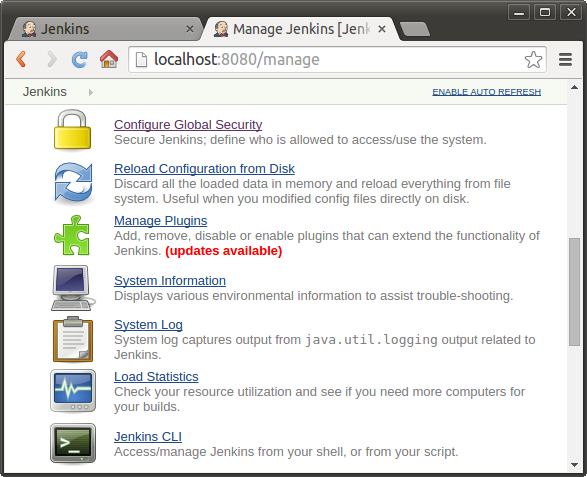 Jenkins
Manage Jenkins [Jenk
localhost:8080/manage
Jenkins
ENABLE AUTO REFRESH
Configure Global Security
Secure Jenkins; define who is allowed to access/use the system.
Reload Configuration from Disk
Discard all the loaded data in memory and reload everything from file
system. Useful when you modified config files directly on disk.
Manage Plugins
Add, remove, disable or enable plugins that can extend the functionality of
Jenkins. (updates available)
System Information
Displays various environmental information to assist trouble-shooting.
System Log
System log captures output from java.util.logging output related to
Jenkins.
Load Statistics
Check your resource utilization and see if you need more computers for
your builds.
>_
Jenkins CLI
Access/manage Jenkins from your shell, or from your script.